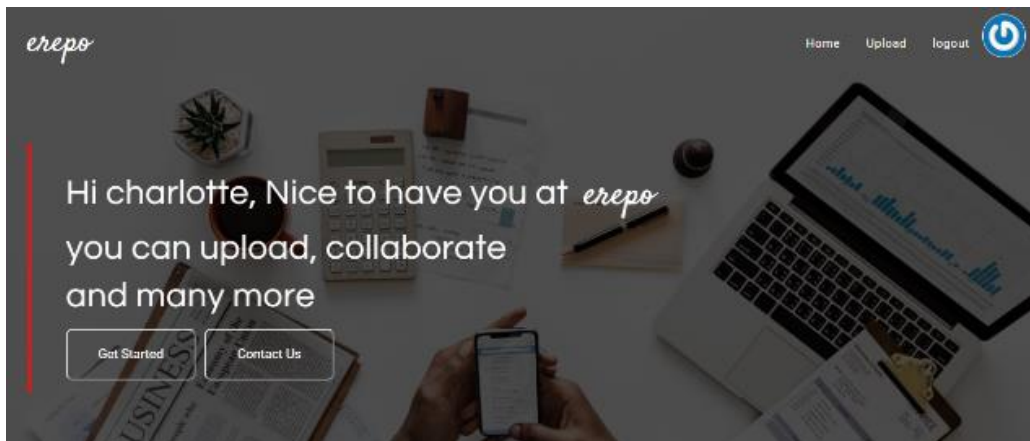 erepo
Home Upload logout
Hi charlotte, Nice to have you at erepo
you can upload, collaborate
and many more
Get Started Contact Us
BUSINESS